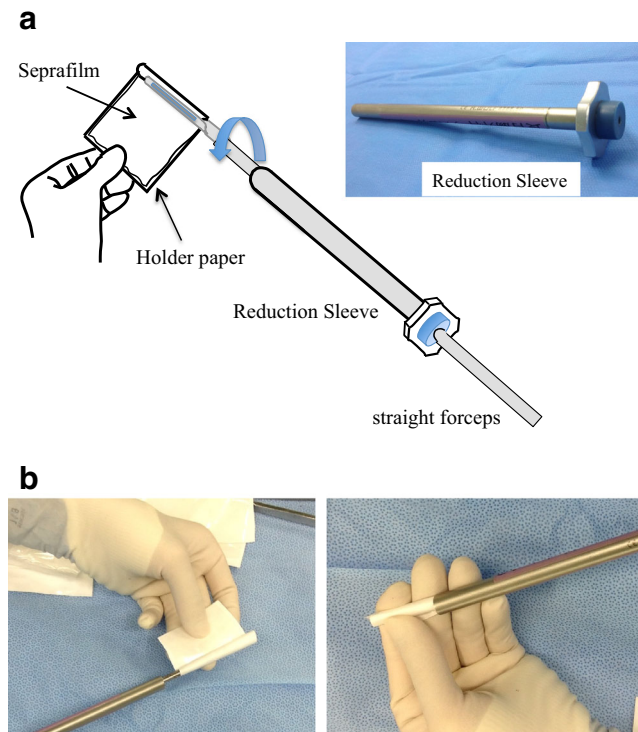 a
Seprafilm
Holder paper
Reduction Sleeve
straight forceps
Reduction Sleeve
b